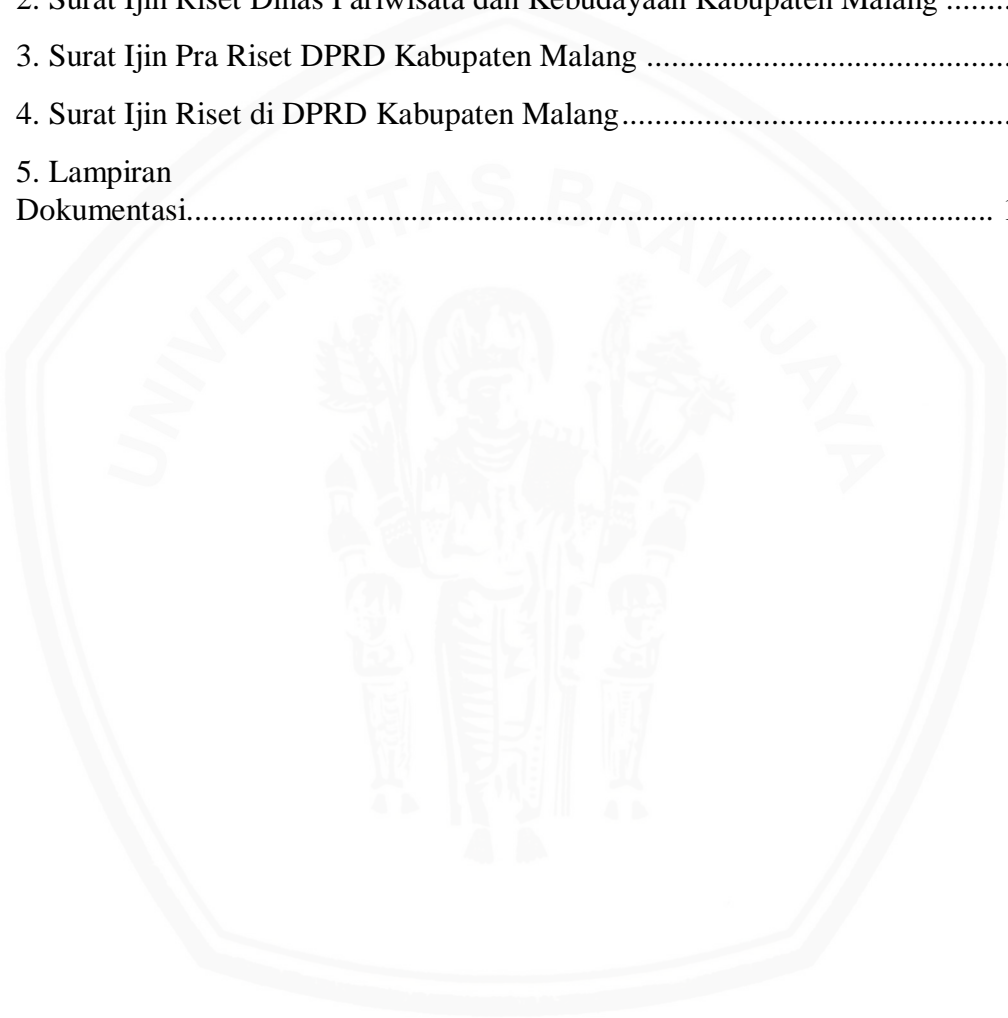 2. Surat Ijin Riset Dinas Pariwisata dan Kebudayaan Kabupaten Malang .......
3. Surat Ijin Pra Riset DPRD Kabupaten Malang ............................................
4. Surat Ijin Riset di DPRD Kabupaten Malang...............................................
5. Lampiran
Dokumentasi.................................................................................................. 1
UNIVERSITAS BRAWIJAYA